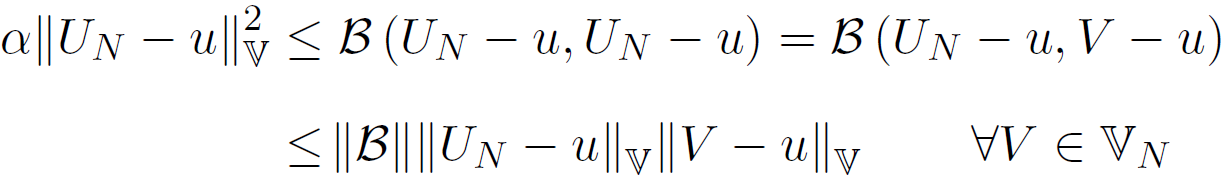 α‖U_N − u‖²_𝕍 ≤ ℬ (U_N − u, U_N − u) = ℬ (U_N − u, V − u)
≤ ‖ℬ‖‖U_N − u‖_𝕍‖V − u‖_𝕍 ∀V ∈ 𝕍_N